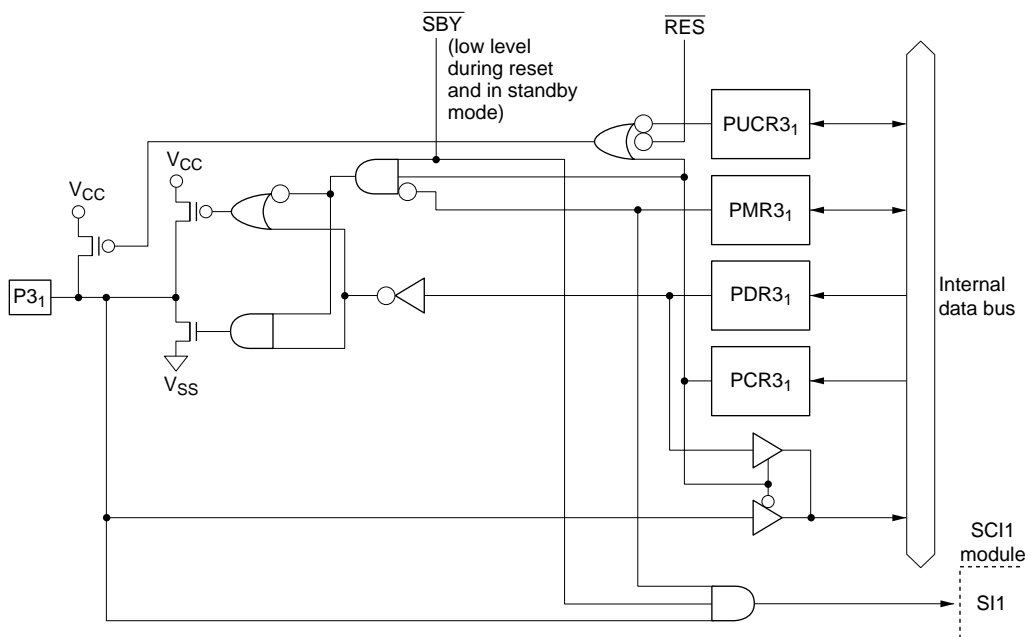 SBY
(low level
during reset
and in standby
mode)
RES
PUCR3₁
VCC
VCC
PMR3₁
P3₁
PDR3₁
Internal
data bus
VSS
PCR3₁
SCI1
module
SI1